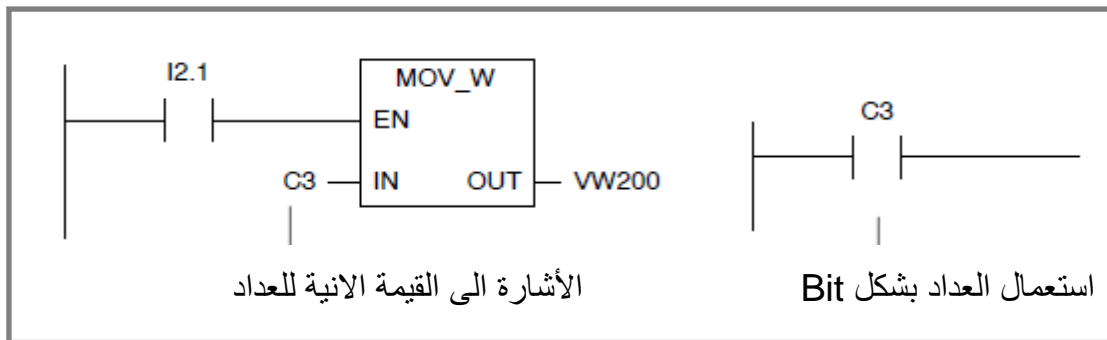 I2.1
MOV_W
EN
C3 IN OUT VW200
C3
الأشارة الى القيمة الانية للعداد
استعمال العداد بشكل Bit